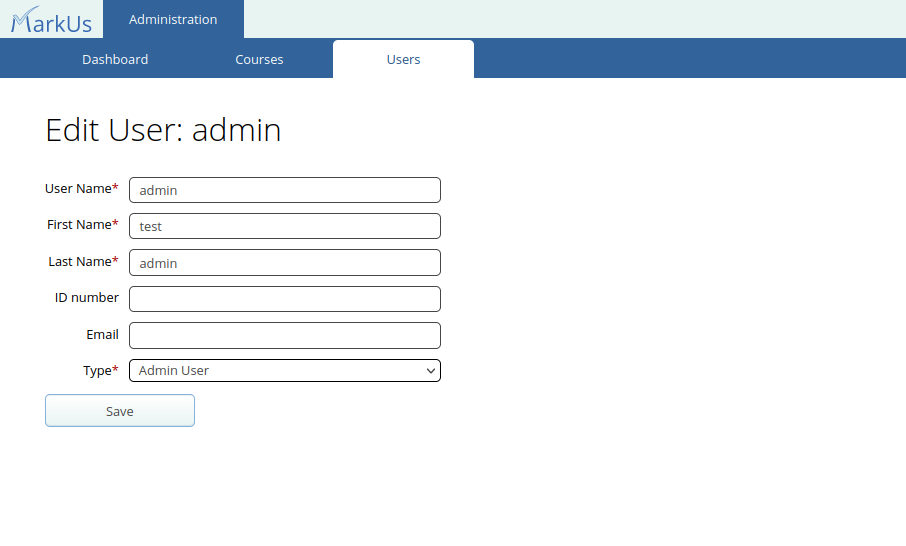 MarkUs
Administration
Dashboard Courses Users
Edit User: admin
User Name* admin
First Name* test
Last Name* admin
ID number
Email
Type* Admin User
Save